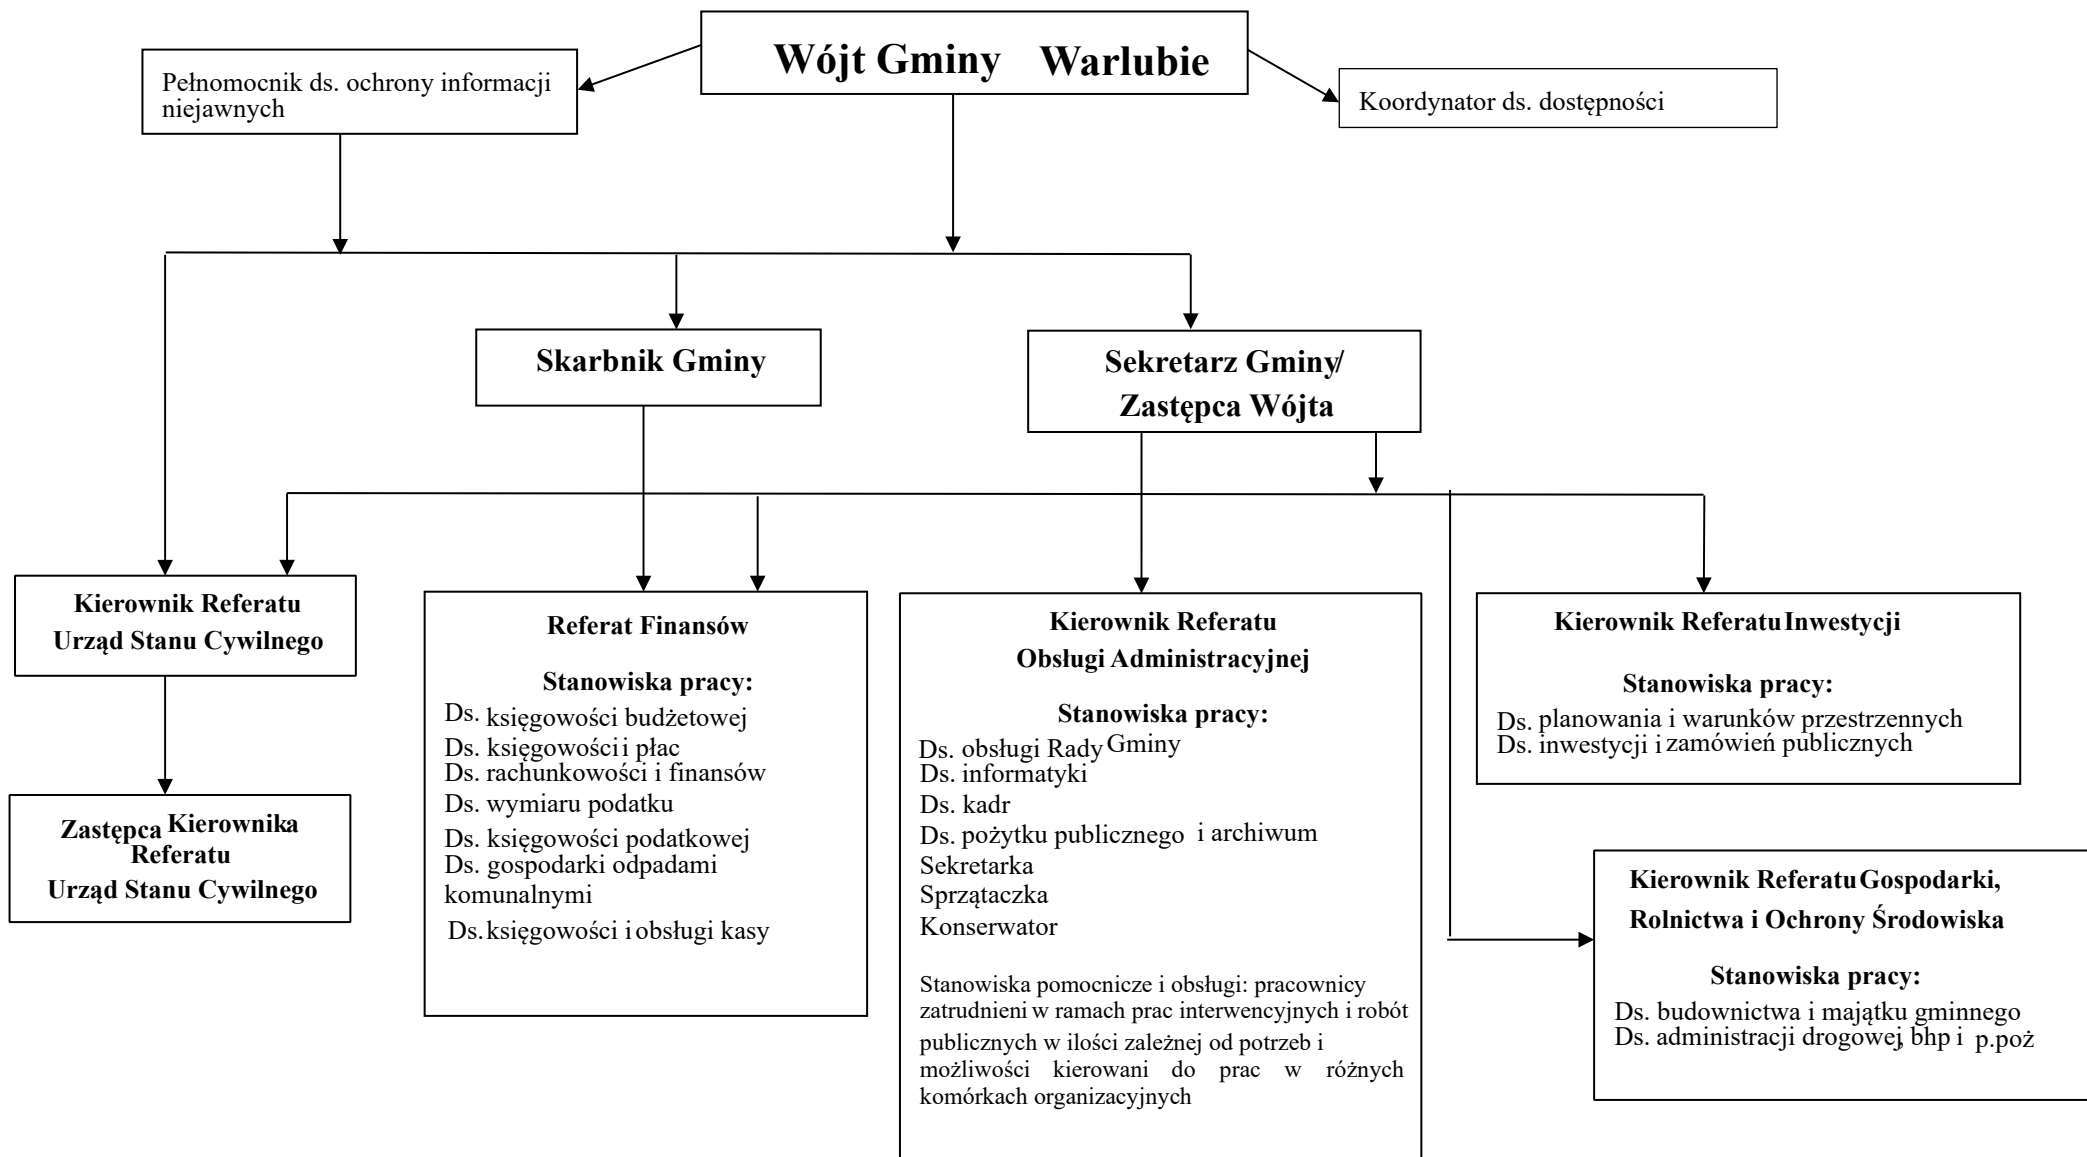 Wójt Gminy Warlubie
Pełnomocnik ds. ochrony informacji
niejawnych
Koordynator ds. dostępności
Skarbnik Gminy
Sekretarz Gminy/
Zastępca Wójta
Kierownik Referatu
Urząd Stanu Cywilnego
Zastępca Kierownika
Referatu
Urząd Stanu Cywilnego
Referat Finansów
Stanowiska pracy:
Ds. księgowości budżetowej
Ds. księgowości i płac
Ds. rachunkowości i finansów
Ds. wymiaru podatku
Ds. księgowości podatkowej
Ds. gospodarki odpadami
komunalnymi
Ds. księgowości i obsługi kasy
Kierownik Referatu
Obsługi Administracyjnej
Stanowiska pracy:
Ds. obsługi Rady Gminy
Ds. informatyki
Ds. kadr
Ds. pożytku publicznego i archiwum
Sekretarka
Sprzątaczka
Konserwator
Stanowiska pomocnicze i obsługi: pracownicy
zatrudnieni w ramach prac interwencyjnych i robót
publicznych w ilości zależnej od potrzeb i
możliwości kierowani do prac w różnych
komórkach organizacyjnych
Kierownik Referatu Inwestycji
Stanowiska pracy:
Ds. planowania i warunków przestrzennych
Ds. inwestycji i zamówień publicznych
Kierownik Referatu Gospodarki,
Rolnictwa i Ochrony Środowiska
Stanowiska pracy:
Ds. budownictwa i majątku gminnego
Ds. administracji drogowej, bhp i p.poż